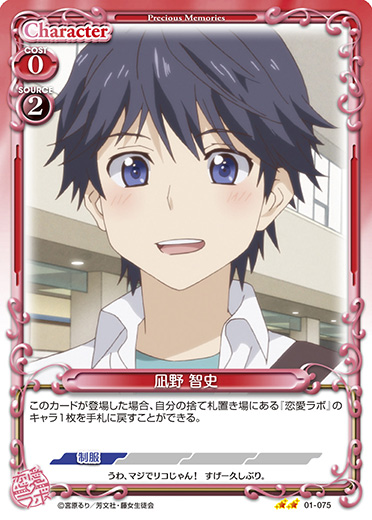 Precious Memories
Character
COST
0
SOURCE
2
凪野 智史
このカードが登場した場合、自分の捨て札置き場にある『恋愛ラボ』の
キャラ1枚を手札に戻すことができる。
制服
うわ、マジでリコじゃん! すげー久しぶり。
恋愛
ラボ
©宮原るり/芳文社・藤女生徒会
01-075